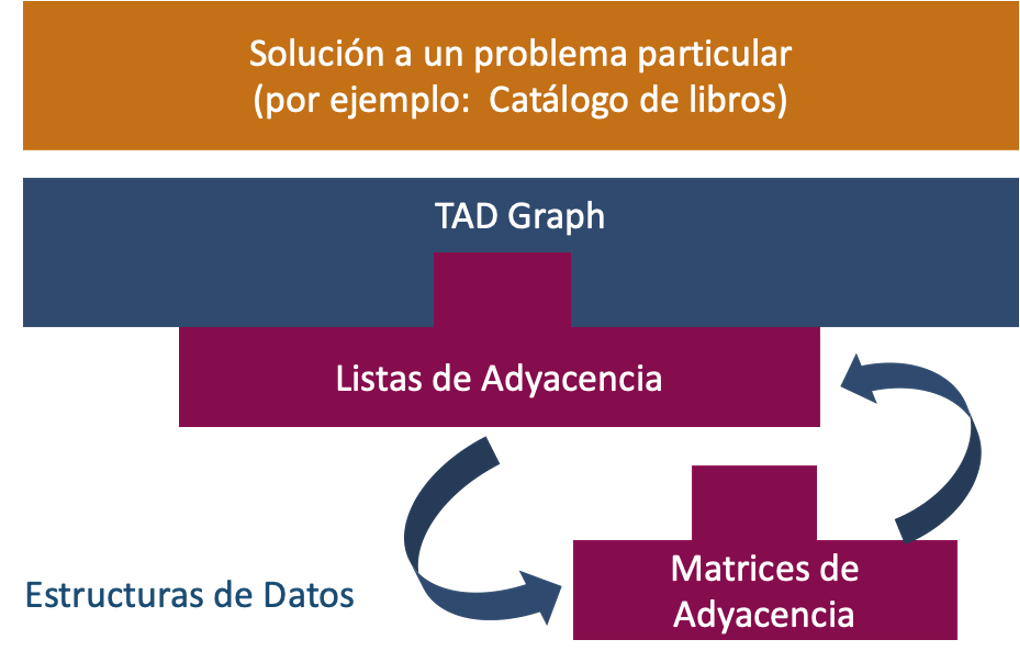 Solución a un problema particular
(por ejemplo:  Catálogo de libros)
TAD Graph
Listas de Adyacencia
Matrices de
Adyacencia
Estructuras de Datos